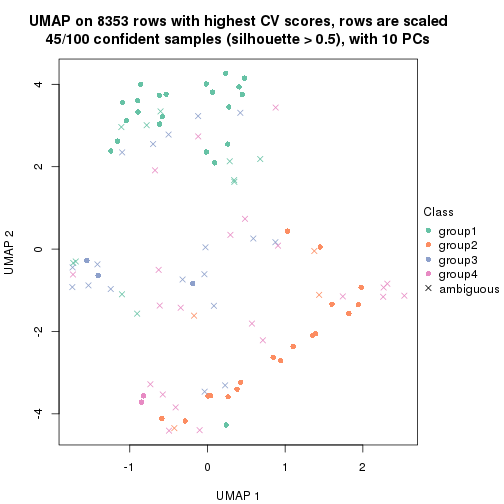 UMAP on 8353 rows with highest CV scores, rows are scaled
45/100 confident samples (silhouette > 0.5), with 10 PCs
4
2
0
-2
-4
UMAP 2
-1
0
1
2
UMAP 1
Class
group1
group2
group3
group4
ambiguous